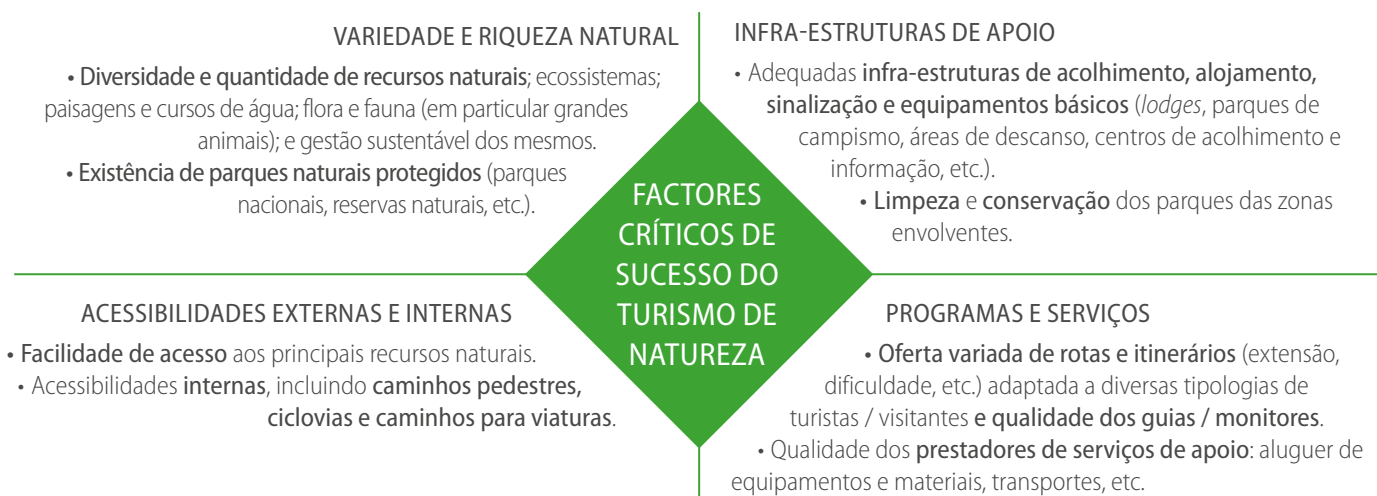 VARIEDADE E RIQUEZA NATURAL
• Diversidade e quantidade de recursos naturais; ecossistemas;
paisagens e cursos de água; flora e fauna (em particular grandes
animais); e gestão sustentável dos mesmos.
• Existência de parques naturais protegidos (parques
nacionais, reservas naturais, etc.).
INFRA-ESTRUTURAS DE APOIO
• Adequadas infra-estruturas de acolhimento, alojamento,
sinalização e equipamentos básicos (lodges, parques de
campismo, áreas de descanso, centros de acolhimento e
informação, etc.).
• Limpeza e conservação dos parques das zonas
envolventes.
FACTORES
CRÍTICOS DE
SUCESSO DO
TURISMO DE
NATUREZA
ACESSIBILIDADES EXTERNAS E INTERNAS
• Facilidade de acesso aos principais recursos naturais.
• Acessibilidades internas, incluindo caminhos pedestres,
ciclovias e caminhos para viaturas.
PROGRAMAS E SERVIÇOS
• Oferta variada de rotas e itinerários (extensão,
dificuldade, etc.) adaptada a diversas tipologias de
turistas / visitantes e qualidade dos guias / monitores.
• Qualidade dos prestadores de serviços de apoio: aluguer de
equipamentos e materiais, transportes, etc.